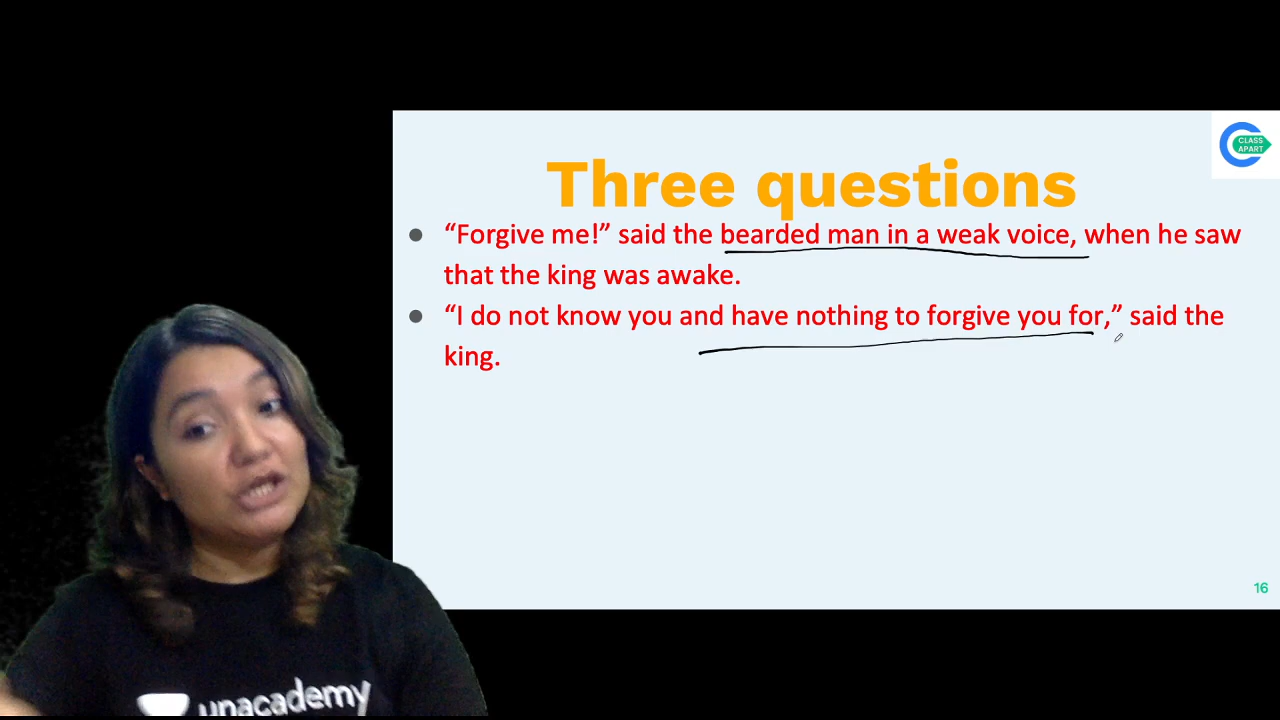 CLASS
APART
Three questions
● “Forgive me!” said the bearded man in a weak voice, when he saw
that the king was awake.
● “I do not know you and have nothing to forgive you for,” said the
king.
16
unacademy